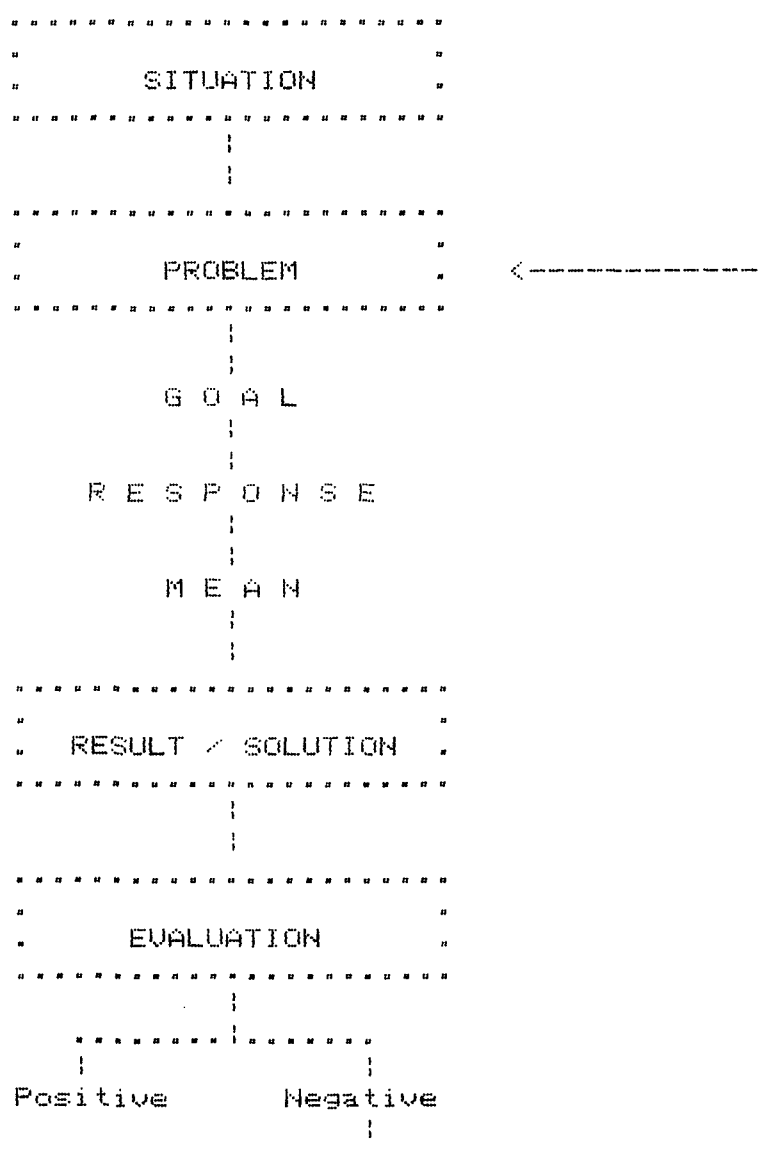 SITUATION
PROBLEM
G O A L
R E S P O N S E
M E A N
RESULT / SOLUTION
EVALUATION
Positive Negative